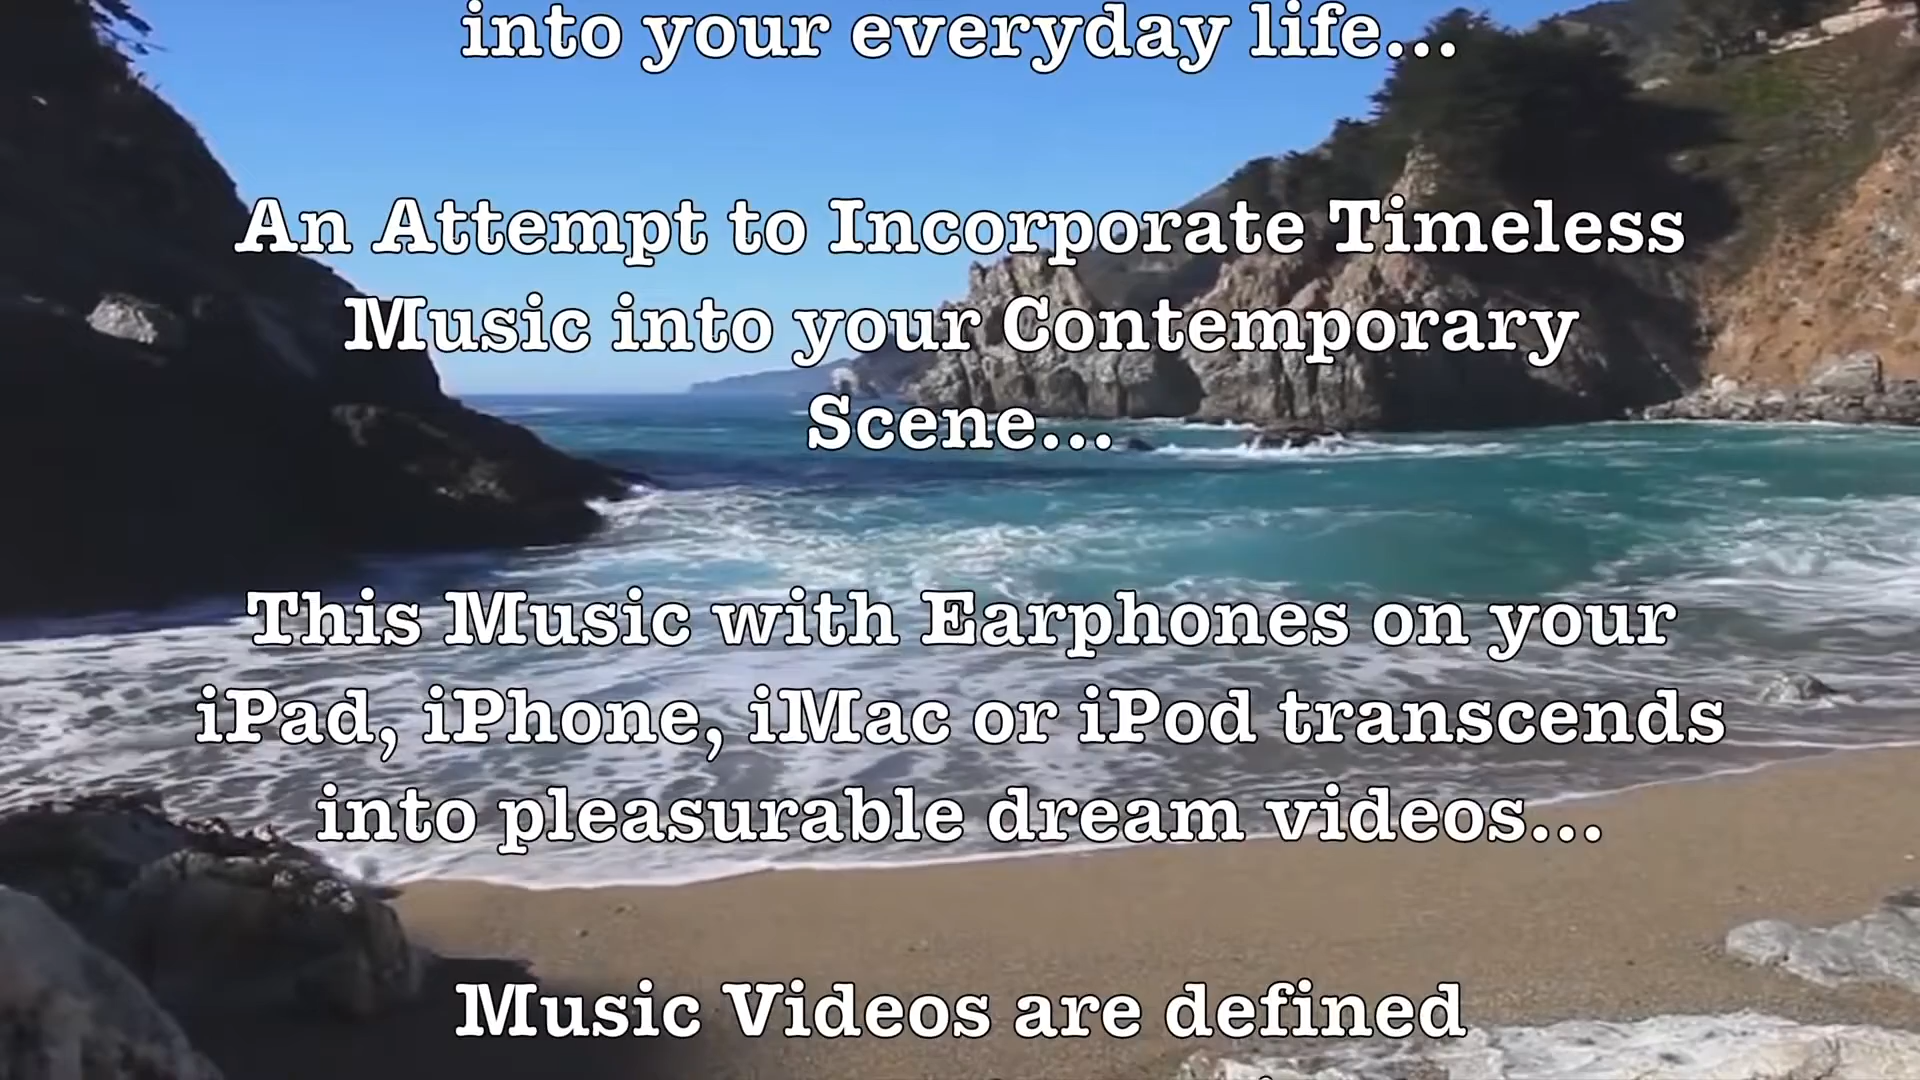 into your everyday life...
An Attempt to Incorporate Timeless
Music into your Contemporary
Scene...
This Music with Earphones on your
iPad, iPhone, iMac or iPod transcends
into pleasurable dream videos...
Music Videos are defined